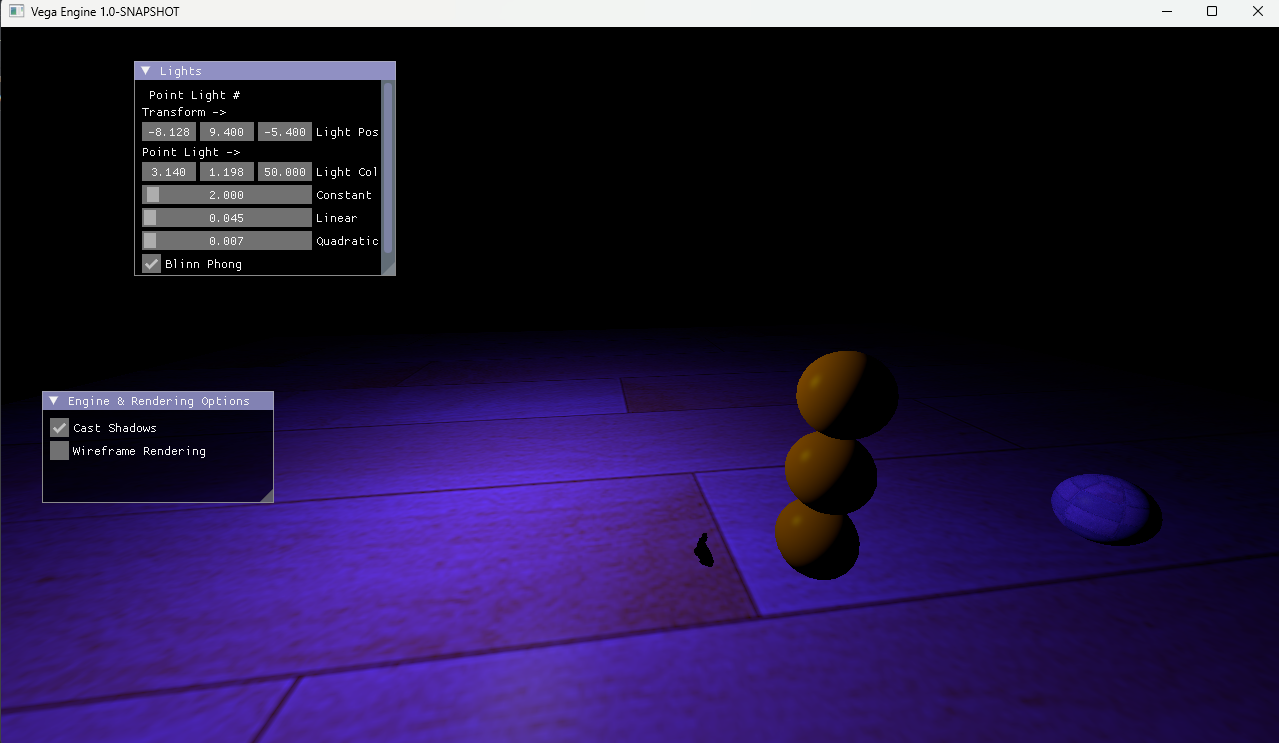 Vega Engine 1.0-SNAPSHOT
Lights
Point Light #
Transform ->
-8.128 9.400 -5.400 Light Pos
Point Light ->
3.140 1.198 50.000 Light Col
2.000 Constant
0.045 Linear
0.007 Quadratic
Blinn Phong
Engine & Rendering Options
Cast Shadows
Wireframe Rendering